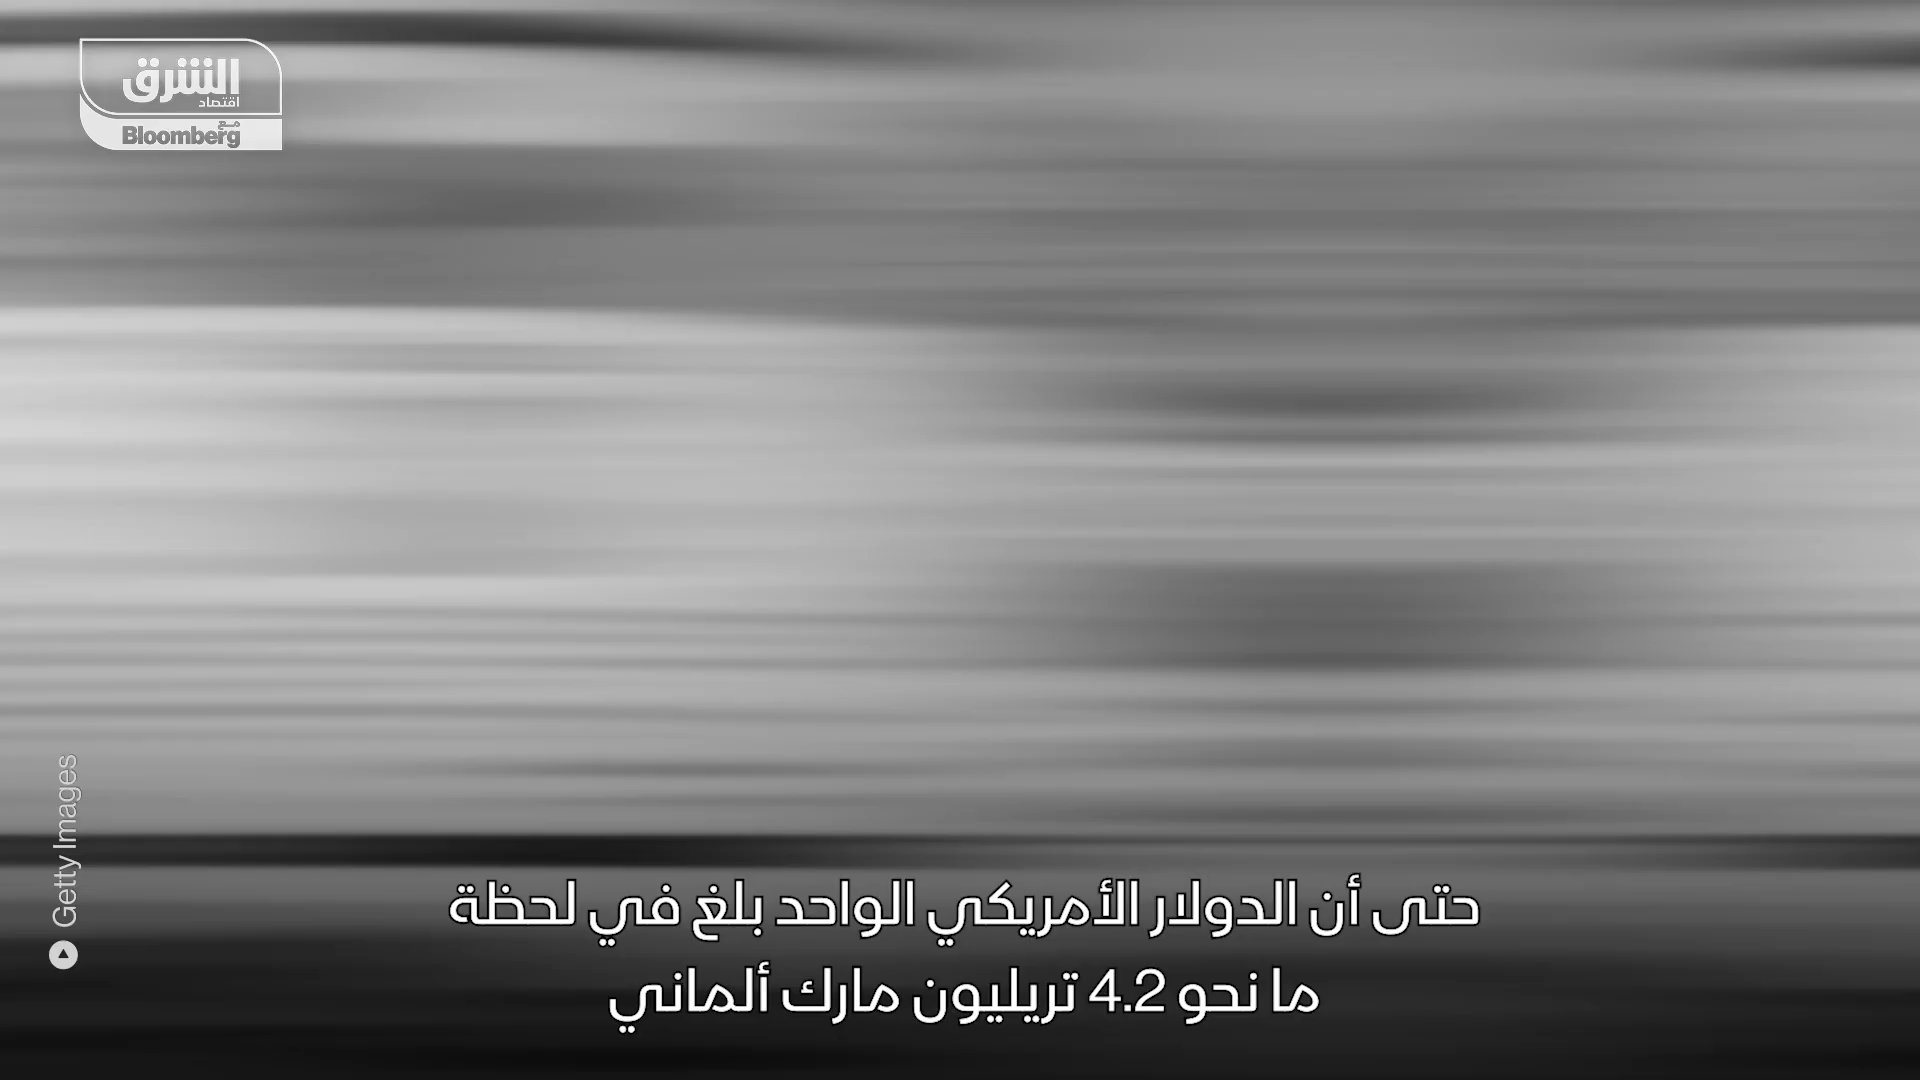 الشرق
اقتصاد
مع
Bloomberg
Getty Images
حتى أن الدولار الأمريكي الواحد بلغ في لحظة
ما نحو 4.2 تريليون مارك ألماني